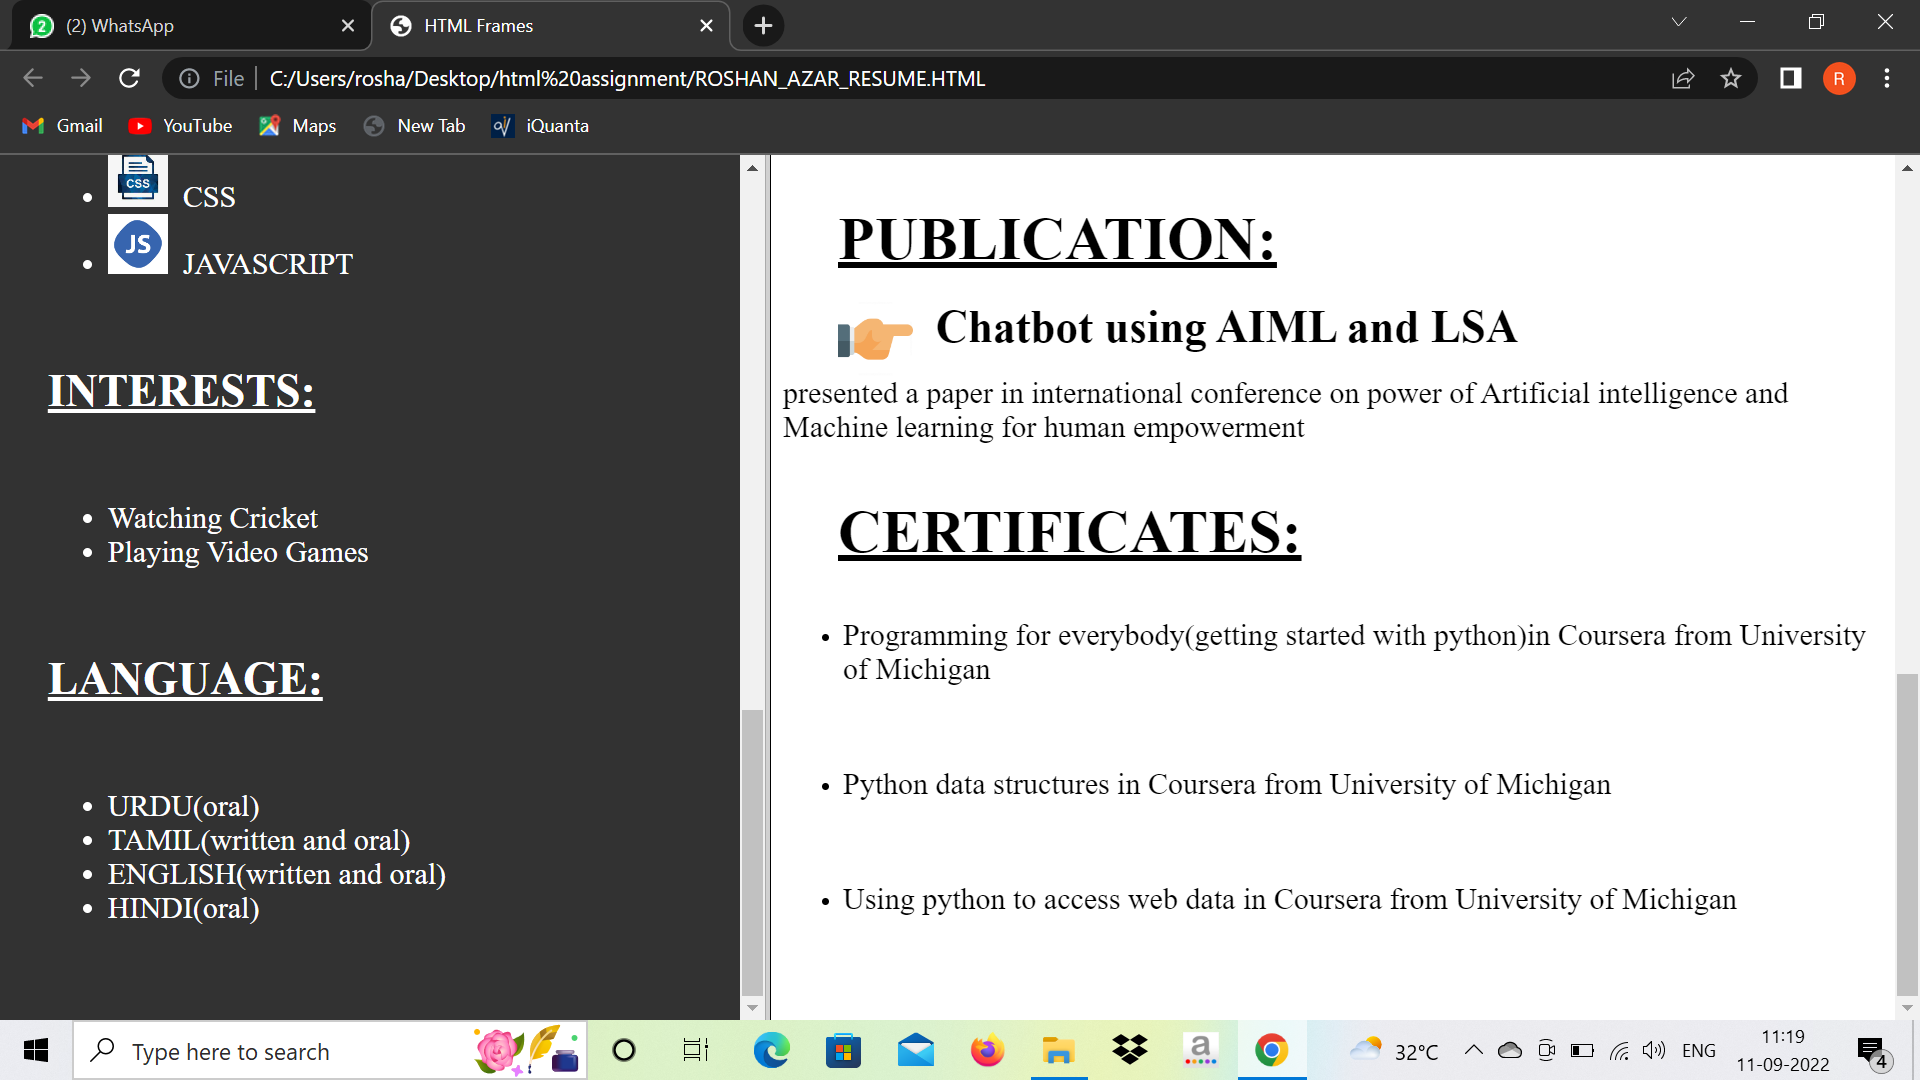 (2) WhatsApp
HTML Frames
File
C:/Users/rosha/Desktop/html%20assignment/ROSHAN_AZAR_RESUME.HTML
R
Gmail
YouTube
Maps
New Tab
iQuanta
CSS
CSS
JS
JAVASCRIPT
INTERESTS:
Watching Cricket
Playing Video Games
LANGUAGE:
URDU(oral)
TAMIL(written and oral)
ENGLISH(written and oral)
HINDI(oral)
PUBLICATION:
Chatbot using AIML and LSA
presented a paper in international conference on power of Artificial intelligence and
Machine learning for human empowerment
CERTIFICATES:
Programming for everybody(getting started with python)in Coursera from University
of Michigan
Python data structures in Coursera from University of Michigan
Using python to access web data in Coursera from University of Michigan
Type here to search
a
32°C
ENG
11:19
11-09-2022
4